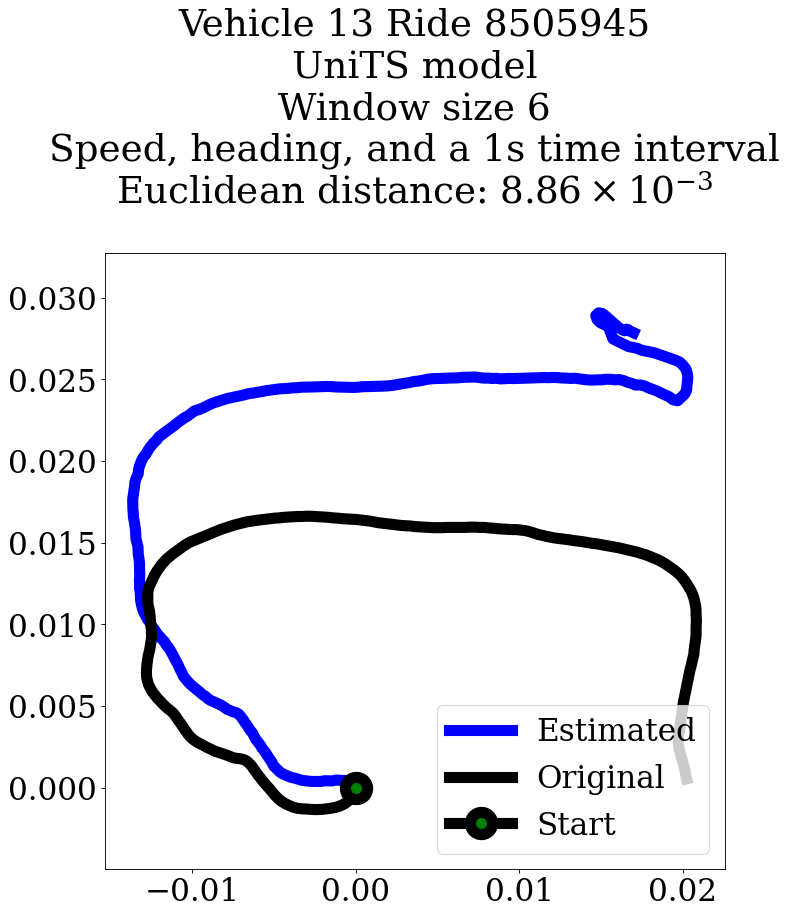 Vehicle 13 Ride 8505945
UniTS model
Window size 6
Speed, heading, and a 1s time interval
Euclidean distance: 8.86 × 10⁻³
0.030
0.025
0.020
0.015
0.010
0.005
0.000
Estimated
Original
Start
−0.01 0.00 0.01 0.02